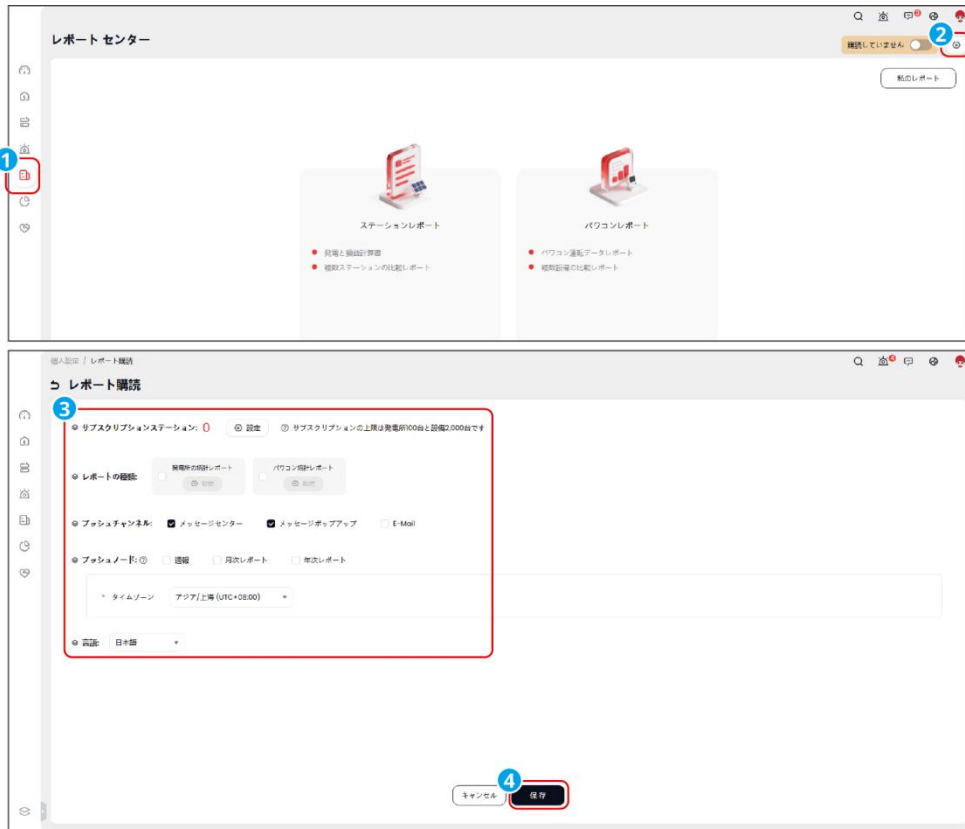 レポート センター
2
購読していません
私のレポート
1
ステーションレポート
パワコンレポート
発電と損益計算書
パワコン運転データレポート
複数ステーションの比較レポート
複数設備の比較レポート
個人設定 / レポート購読
レポート購読
3
サブスクリプションステーション: 0 設定 サブスクリプションの上限は発電所100台と設備2,000台です
レポートの種類: 発電所の統計レポート パワコン統計レポート
設定 設定
プッシュチャンネル: メッセージセンター メッセージポップアップ E-Mail
プッシュノード: 週報 月次レポート 年次レポート
* タイムゾーン アジア/上海 (UTC+08:00)
言語: 日本語
4
キャンセル 保存